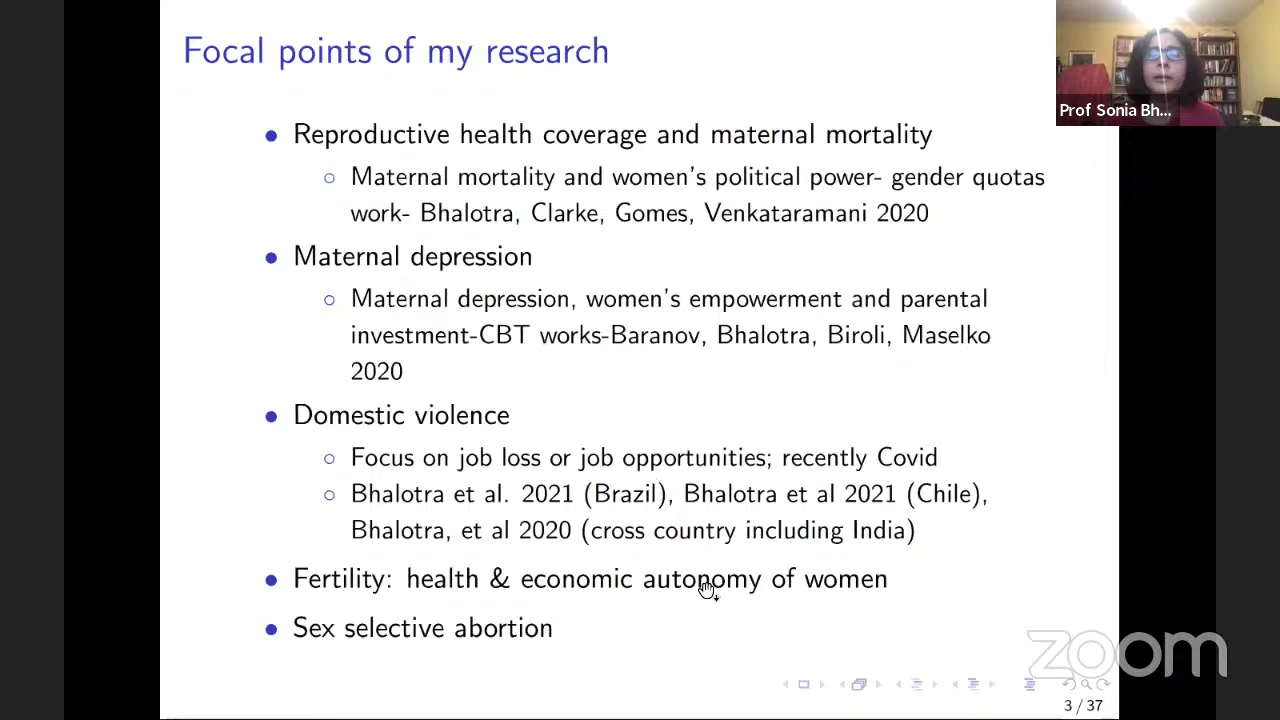 Focal points of my research
Prof Sonia Bh...
• Reproductive health coverage and maternal mortality
○ Maternal mortality and women's political power- gender quotas
work- Bhalotra, Clarke, Gomes, Venkataramani 2020
• Maternal depression
○ Maternal depression, women's empowerment and parental
investment-CBT works-Baranov, Bhalotra, Biroli, Maselko
2020
• Domestic violence
○ Focus on job loss or job opportunities; recently Covid
○ Bhalotra et al. 2021 (Brazil), Bhalotra et al 2021 (Chile),
Bhalotra, et al 2020 (cross country including India)
• Fertility: health & economic autonomy of women
• Sex selective abortion
zoom
3 / 37